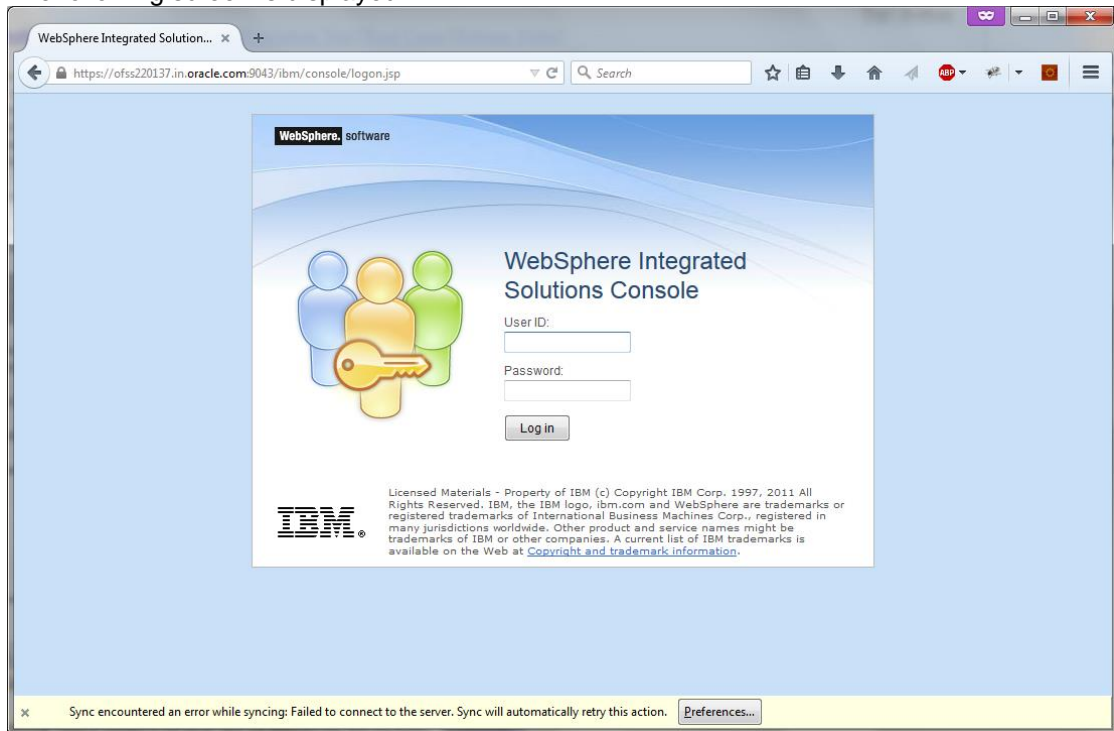 WebSphere Integrated Solution... × +
https://ofss220137.in.oracle.com:9043/ibm/console/logon.jsp
Search
ABP
WebSphere. software
WebSphere Integrated
Solutions Console
User ID:
Password:
Log in
Licensed Materials - Property of IBM (c) Copyright IBM Corp. 1997, 2011 All
Rights Reserved. IBM, the IBM logo, ibm.com and WebSphere are trademarks or
registered trademarks of International Business Machines Corp., registered in
many jurisdictions worldwide. Other product and service names might be
trademarks of IBM or other companies. A current list of IBM trademarks is
available on the Web at Copyright and trademark information.
IBM®
× Sync encountered an error while syncing: Failed to connect to the server. Sync will automatically retry this action. Preferences...